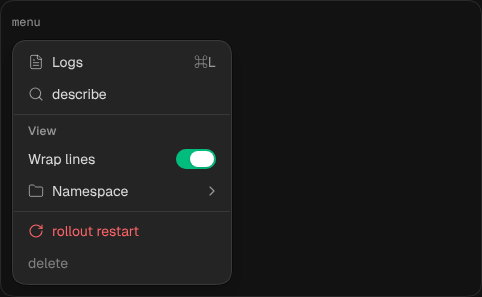 menu
Logs ⌘L
describe
View
Wrap lines
Namespace
rollout restart
delete